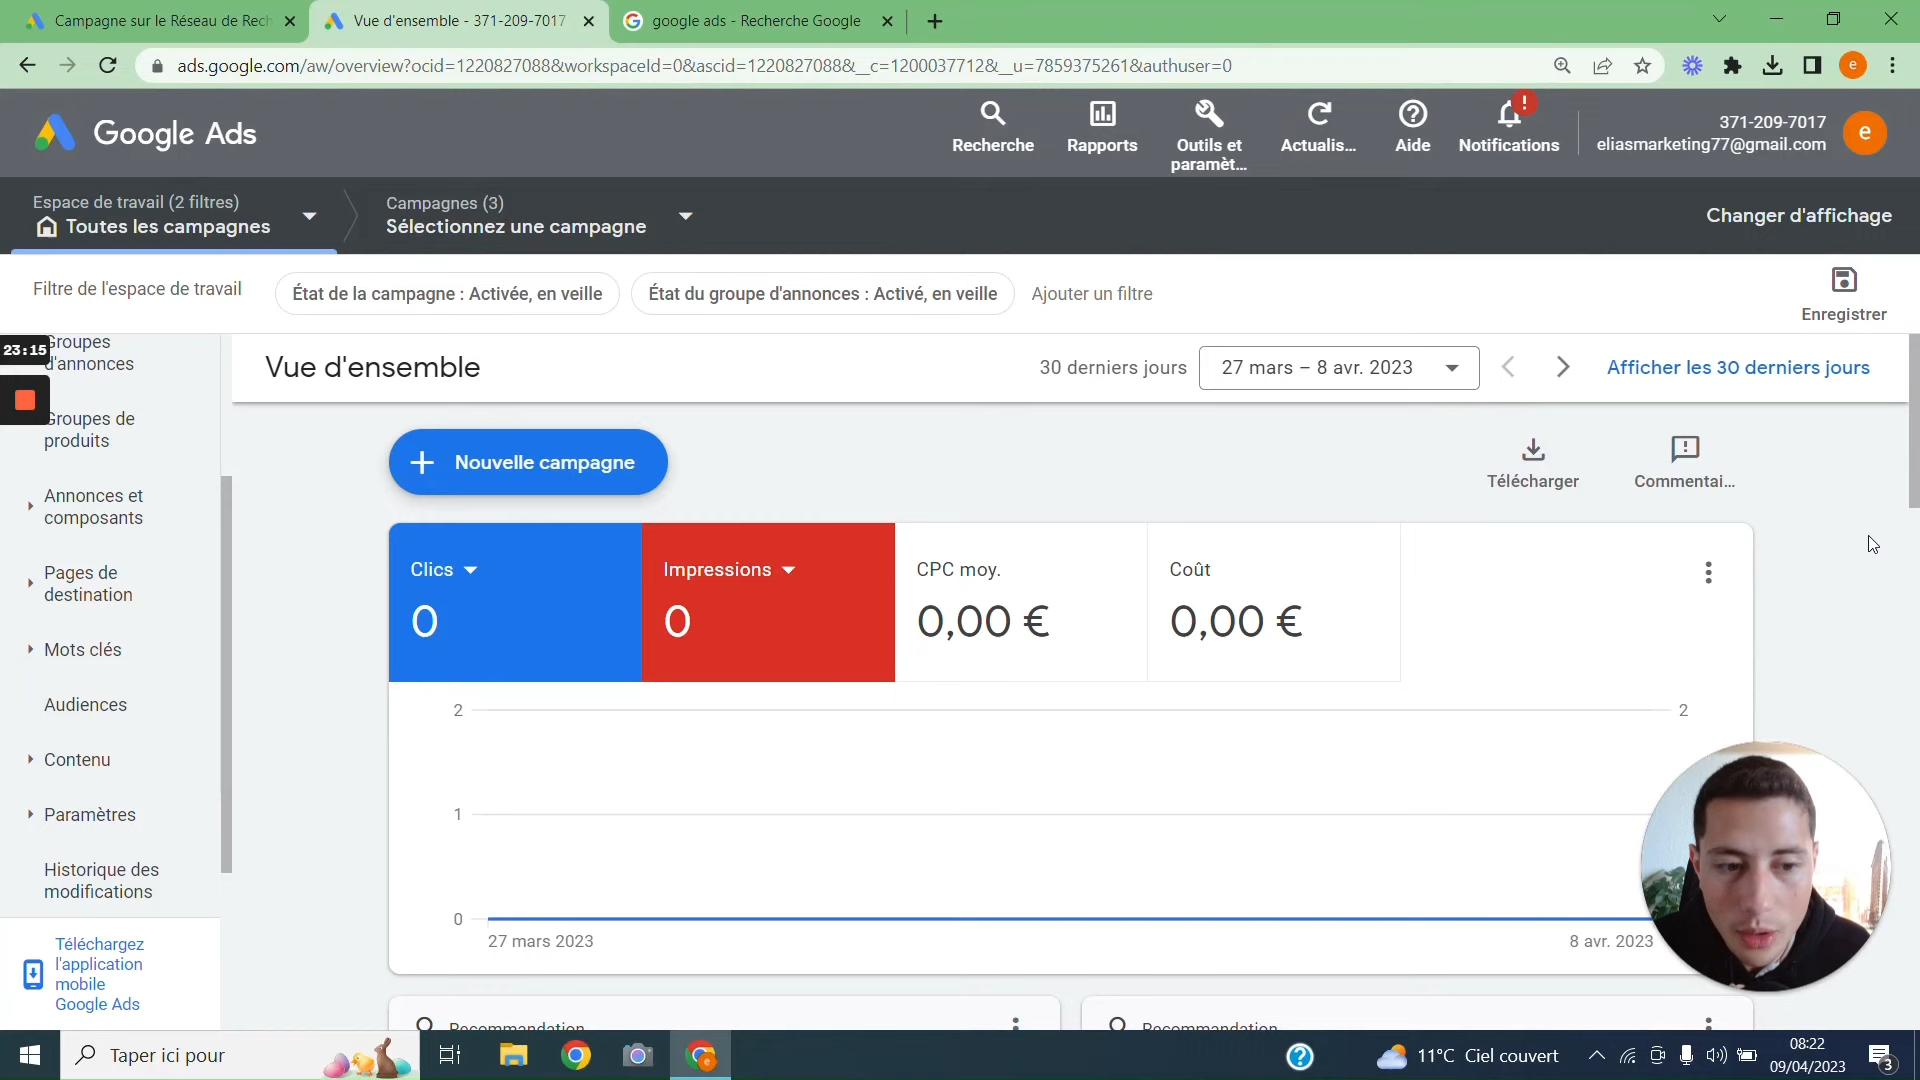 Campagne sur le Réseau de Rech
Vue d'ensemble - 371-209-7017
google ads - Recherche Google
ads.google.com/aw/overview?ocid=1220827088&workspaceId=0&ascid=1220827088&__c=1200037712&__u=7859375261&authuser=0
e
Google Ads
Recherche
Rapports
Outils et
paramèt...
Actualis...
Aide
Notifications
371-209-7017
eliasmarketing77@gmail.com
e
Espace de travail (2 filtres)
Toutes les campagnes
Campagnes (3)
Sélectionnez une campagne
Changer d'affichage
Filtre de l'espace de travail
État de la campagne : Activée, en veille
État du groupe d'annonces : Activé, en veille
Ajouter un filtre
Enregistrer
23:15
Groupes
d'annonces
Groupes de
produits
Annonces et
composants
Pages de
destination
Mots clés
Audiences
Contenu
Paramètres
Historique des
modifications
Téléchargez
l'application
mobile
Google Ads
Vue d'ensemble
30 derniers jours
27 mars – 8 avr. 2023
Afficher les 30 derniers jours
Nouvelle campagne
Télécharger
Commentai...
Clics
0
Impressions
0
CPC moy.
0,00 €
Coût
0,00 €
2
2
1
0
27 mars 2023
8 avr. 2023
Recommandation
Recommandation
Taper ici pour
11°C Ciel couvert
08:22
09/04/2023
3